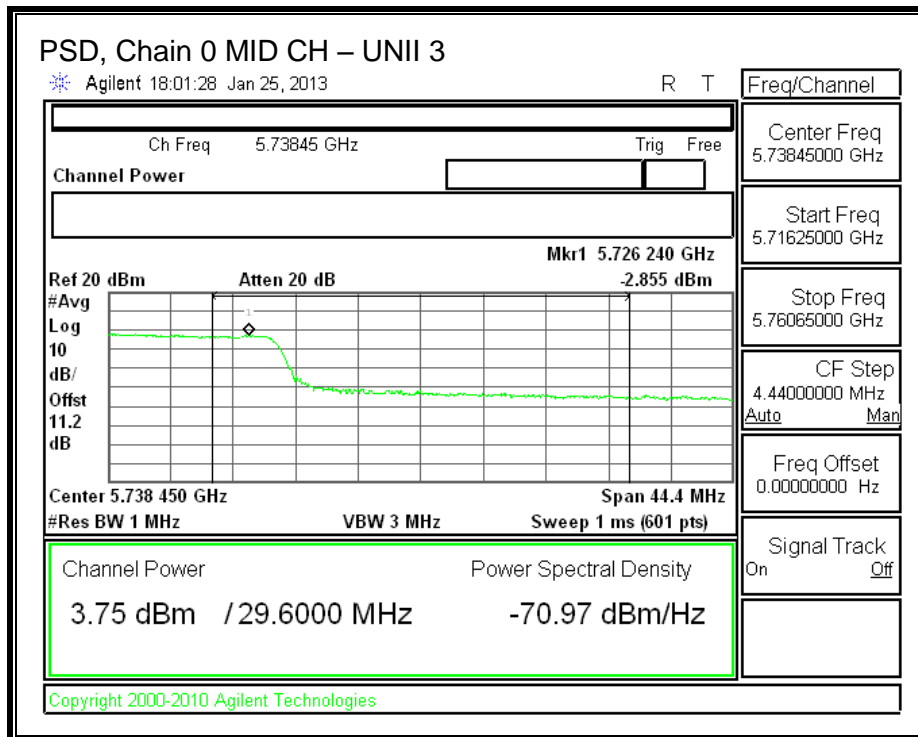 PSD, Chain 0 MID CH – UNII 3
Agilent 18:01:28 Jan 25, 2013 R T
Freq/Channel
Ch Freq 5.73845 GHz Trig Free
Channel Power
Center Freq
5.73845000 GHz
Start Freq
5.71625000 GHz
Stop Freq
5.76065000 GHz
CF Step
4.44000000 MHz
Auto Man
Freq Offset
0.00000000 Hz
Signal Track
On Off
Mkr1 5.726 240 GHz
Ref 20 dBm Atten 20 dB -2.855 dBm
#Avg
Log
10
dB/
Offst
11.2
dB
1
Center 5.738 450 GHz Span 44.4 MHz
#Res BW 1 MHz VBW 3 MHz Sweep 1 ms (601 pts)
Channel Power Power Spectral Density
3.75 dBm / 29.6000 MHz -70.97 dBm/Hz
Copyright 2000-2010 Agilent Technologies